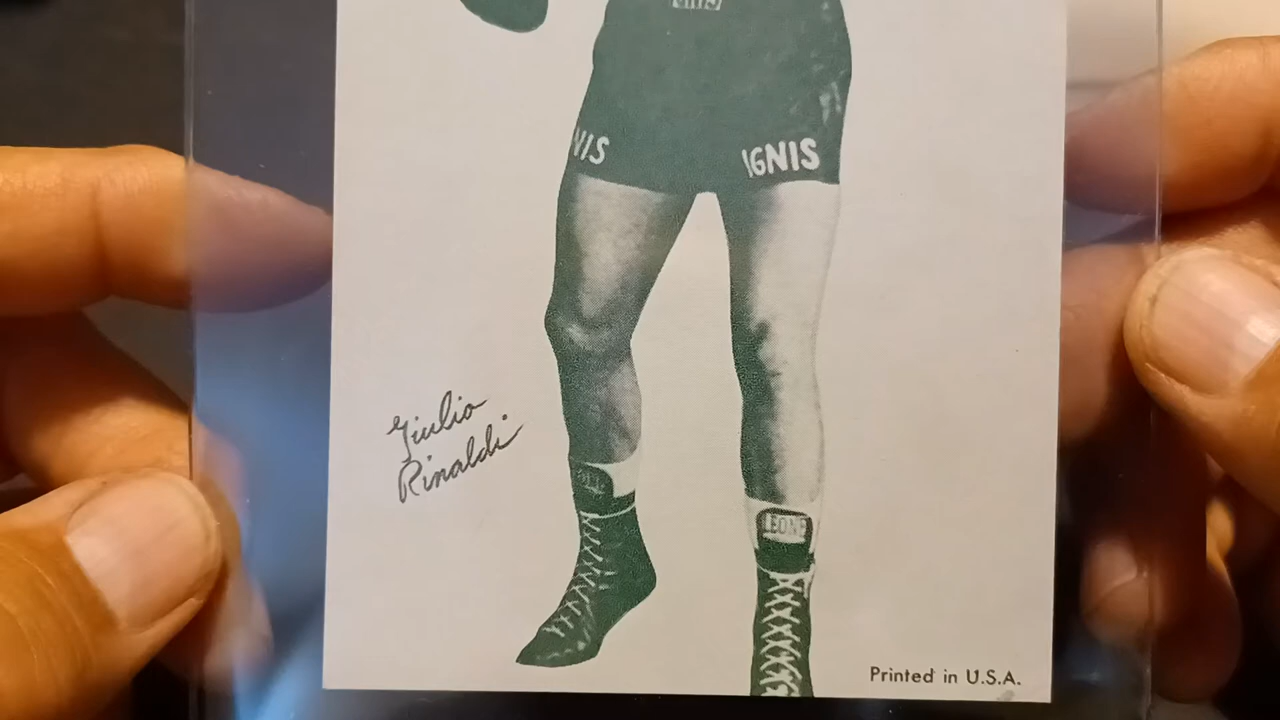 NIS
IGNIS
Giulio
Rinaldi
LEONE
Printed in U.S.A.